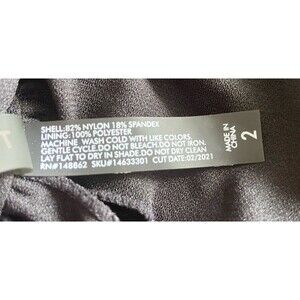 T
SHELL:82% NYLON 18% SPANDEX
LINING:100% POLYESTER
MACHINE WASH COLD WITH LIKE COLORS.
GENTLE CYCLE.DO NOT BLEACH.DO NOT IRON.
LAY FLAT TO DRY IN SHADE DO NOT DRY CLEAN
RN#148862 SKU#14633301 CUT DATE:02/2021
MADE IN
CHINA
2